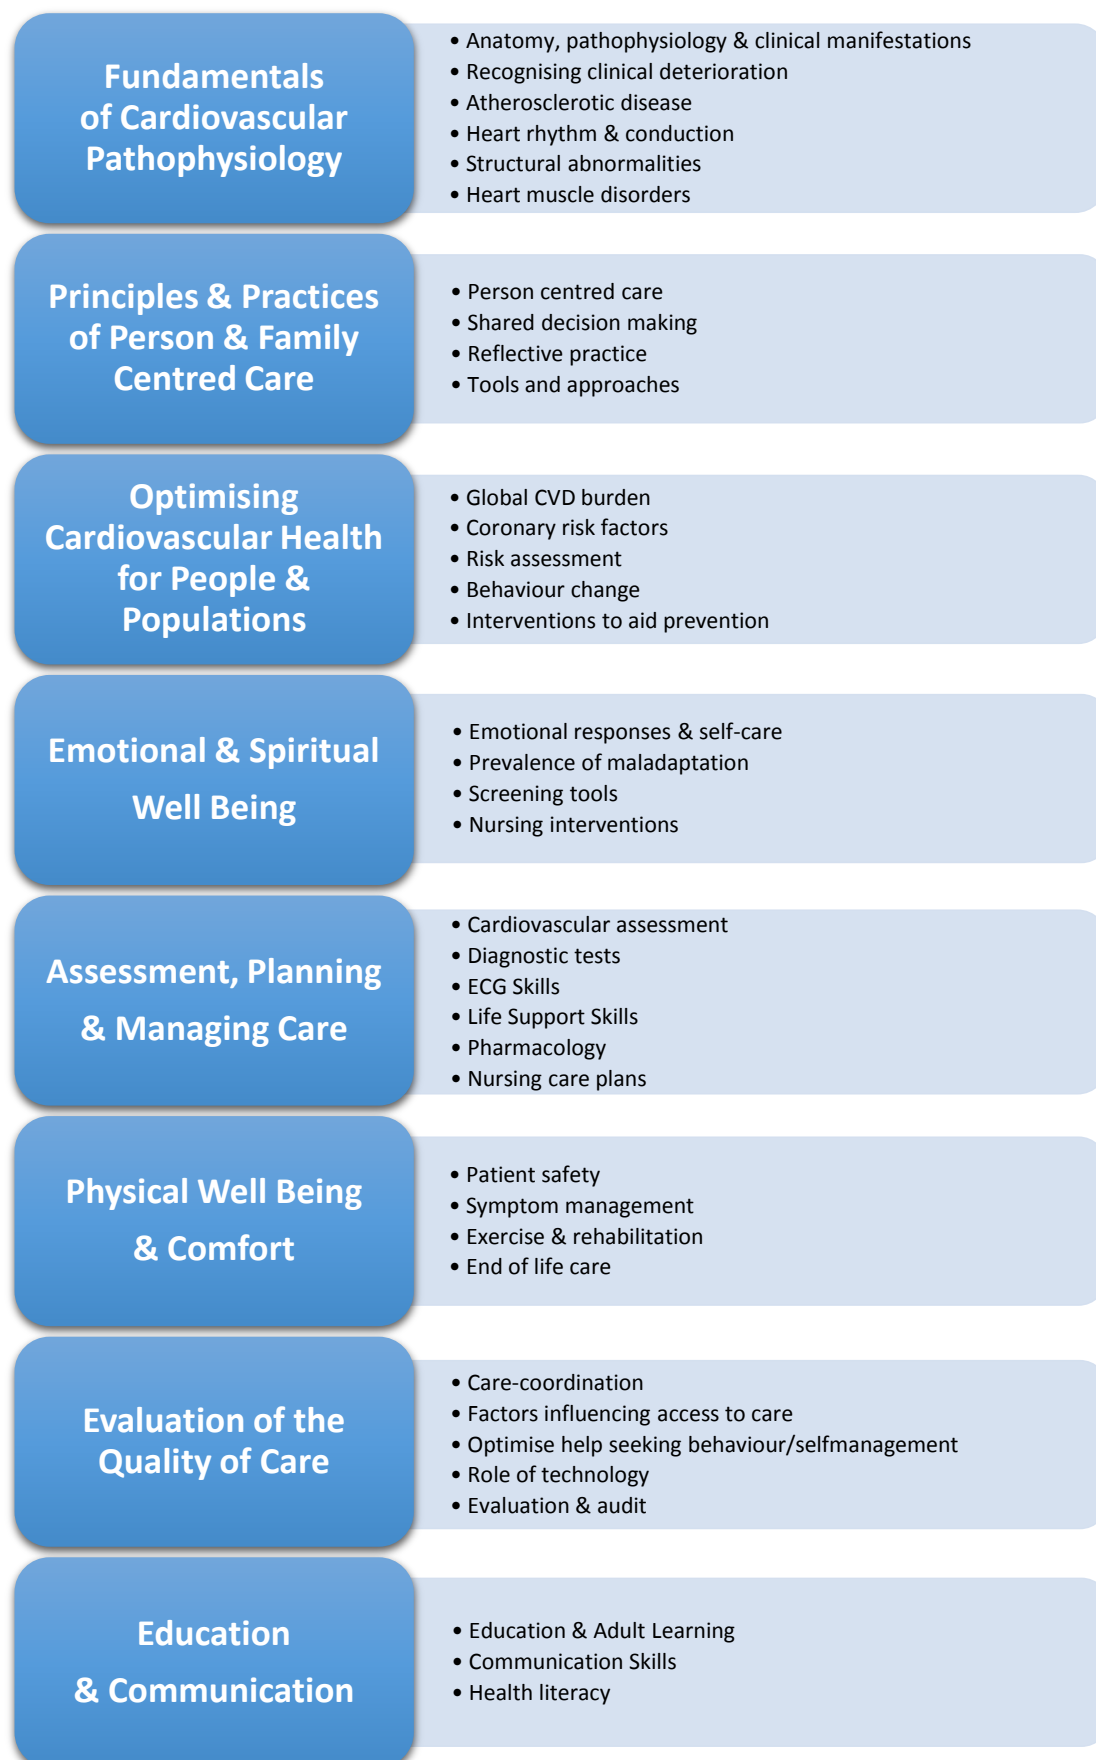 Fundamentals
of Cardiovascular
Pathophysiology
• Anatomy, pathophysiology & clinical manifestations
• Recognising clinical deterioration
• Atherosclerotic disease
• Heart rhythm & conduction
• Structural abnormalities
• Heart muscle disorders
Principles & Practices
of Person & Family
Centred Care
• Person centred care
• Shared decision making
• Reflective practice
• Tools and approaches
Optimising
Cardiovascular Health
for People &
Populations
• Global CVD burden
• Coronary risk factors
• Risk assessment
• Behaviour change
• Interventions to aid prevention
Emotional & Spiritual
Well Being
• Emotional responses & self-care
• Prevalence of maladaptation
• Screening tools
• Nursing interventions
Assessment, Planning
& Managing Care
• Cardiovascular assessment
• Diagnostic tests
• ECG Skills
• Life Support Skills
• Pharmacology
• Nursing care plans
Physical Well Being
& Comfort
• Patient safety
• Symptom management
• Exercise & rehabilitation
• End of life care
Evaluation of the
Quality of Care
• Care-coordination
• Factors influencing access to care
• Optimise help seeking behaviour/selfmanagement
• Role of technology
• Evaluation & audit
Education
& Communication
• Education & Adult Learning
• Communication Skills
• Health literacy